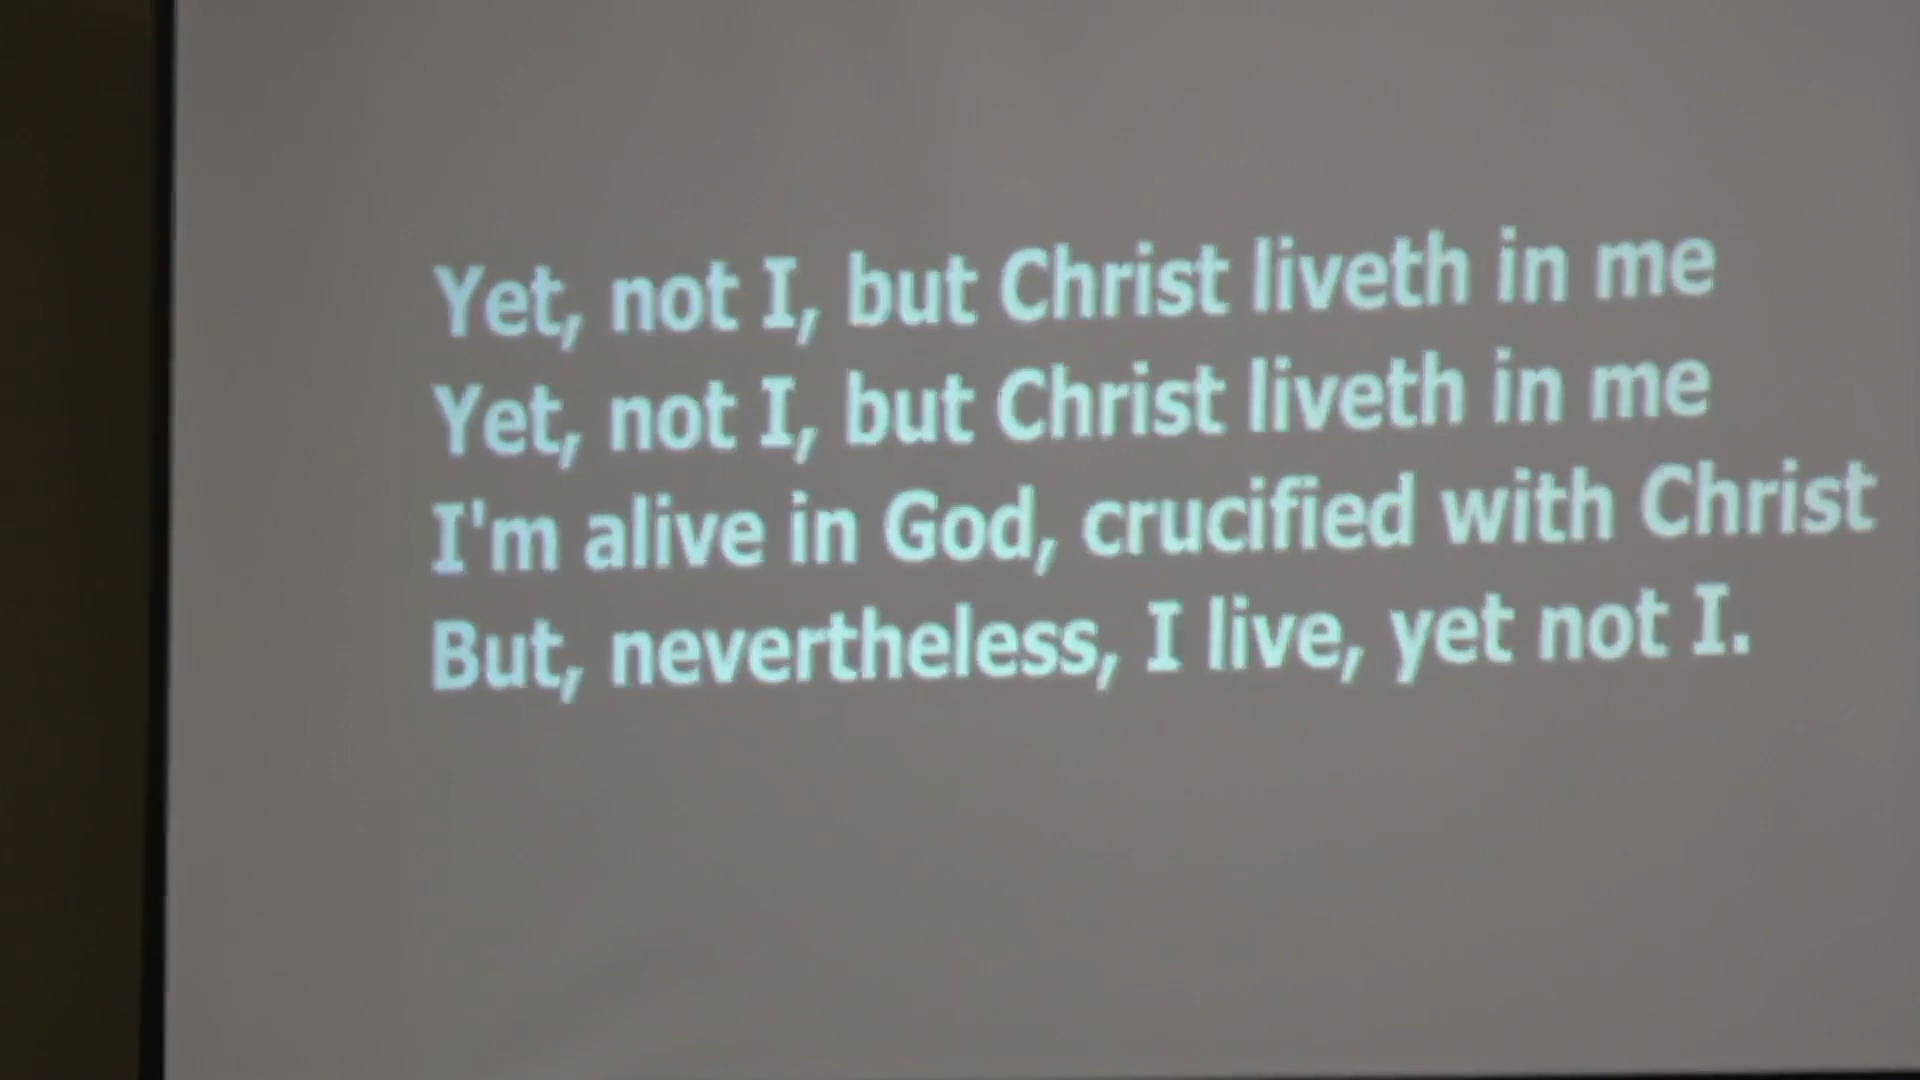 Yet, not I, but Christ liveth in me
Yet, not I, but Christ liveth in me
I'm alive in God, crucified with Christ
But, nevertheless, I live, yet not I.